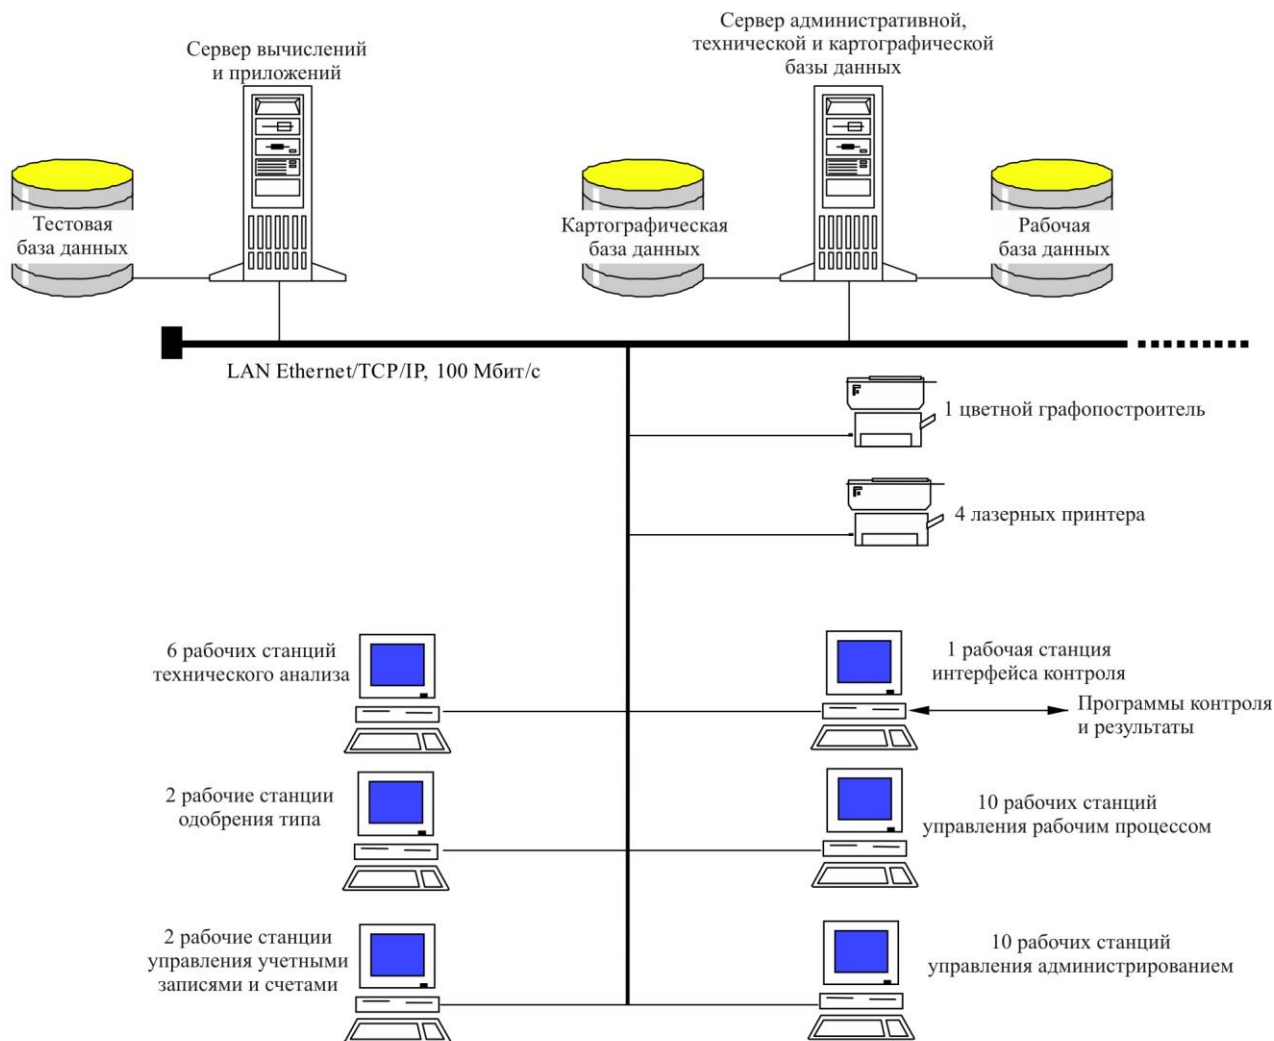 Сервер вычислений
и приложений
Сервер административной,
технической и картографической
базы данных
Тестовая
база данных
Картографическая
база данных
Рабочая
база данных
LAN Ethernet/TCP/IP, 100 Мбит/с
1 цветной графопостроитель
4 лазерных принтера
6 рабочих станций
технического анализа
1 рабочая станция
интерфейса контроля
Программы контроля
и результаты
2 рабочие станции
одобрения типа
10 рабочих станций
управления рабочим процессом
2 рабочие станции
управления учетными
записями и счетами
10 рабочих станций
управления администрированием